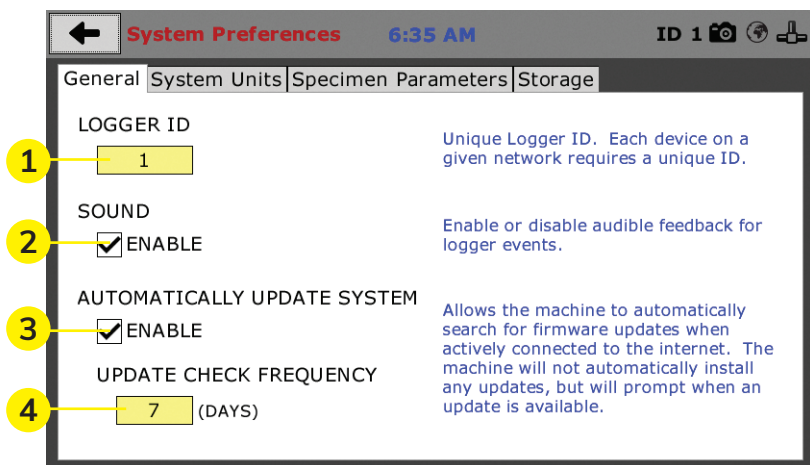 System Preferences 6:35 AM ID 1
General System Units Specimen Parameters Storage
LOGGER ID
Unique Logger ID. Each device on a
given network requires a unique ID.
1 1
SOUND
Enable or disable audible feedback for
logger events.
2 ENABLE
AUTOMATICALLY UPDATE SYSTEM
Allows the machine to automatically
search for firmware updates when
actively connected to the internet. The
machine will not automatically install
any updates, but will prompt when an
update is available.
3 ENABLE
UPDATE CHECK FREQUENCY
4 7 (DAYS)